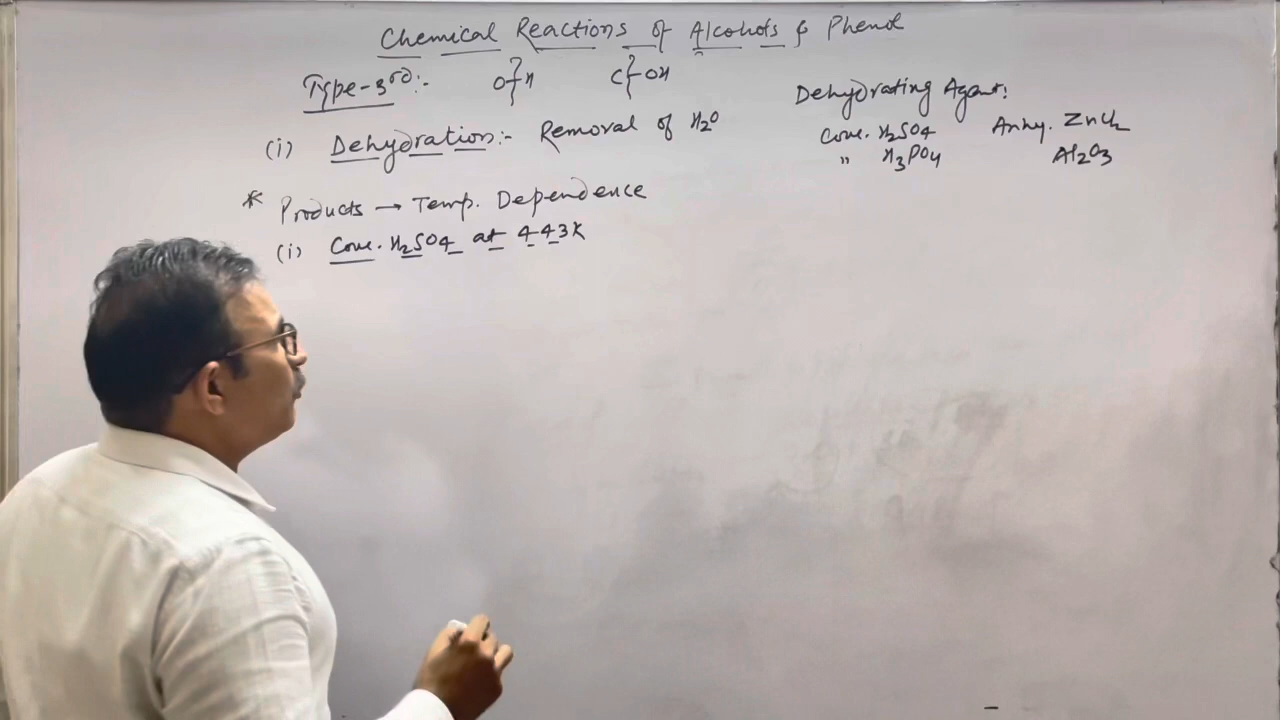 Chemical Reactions of Alcohols & Phenol
Type-3rd:- O}H C}OH
(i) Dehydration:- Removal of H2O
* Products → Temp. Dependence
(i) Conc. H2SO4 at 443K
Dehydrating Agent:
Conc. H2SO4 Anhy. ZnCl2
" H3PO4 Al2O3